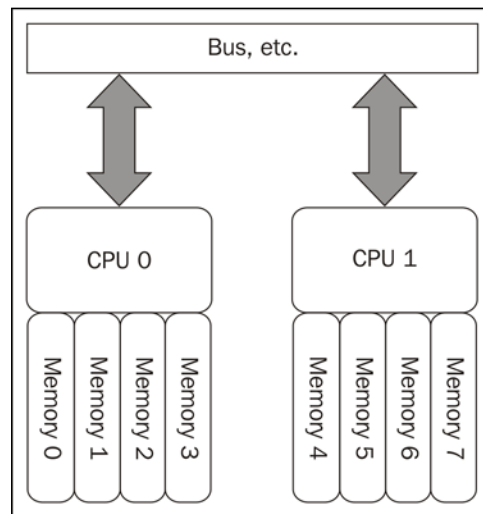 Bus, etc.
CPU 0
CPU 1
Memory 0
Memory 1
Memory 2
Memory 3
Memory 4
Memory 5
Memory 6
Memory 7